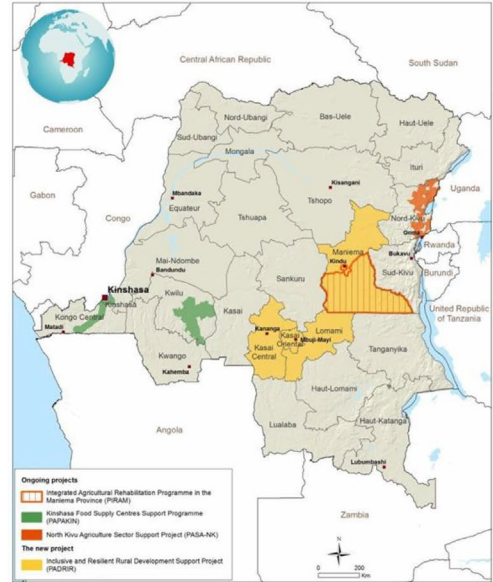 Central African Republic
South Sudan
Cameroon
Nord-Ubangi
Bas-Uele
Haut-Uele
Sud-Ubangi
Mongala
Ituri
Gabon
Congo
Mbandaka
Equateur
Tshuapa
Kisangani
Tshopo
Uganda
Nord-Kivu
Goma
Rwanda
Mai-Ndombe
Bandundu
Maniema
Kindu
Bukavu
Sud-Kivu
Burundi
Kinshasa
Kinshasa
Kwilu
Sankuru
Kongo Central
Matadi
Kasai
United Republic
of Tanzania
Kananga
Kasai
Central
Kasai
Oriental
Mbuji-Mayi
Lomami
Kwango
Kahemba
Tanganyika
Haut-Lomami
Angola
Lualaba
Haut-Katanga
Lubumbashi
Zambia
Ongoing projects
Integrated Agricultural Rehabilitation Programme in the
Maniema Province (PIRAM)
Kinshasa Food Supply Centres Support Programme
(PAPAKIN)
North Kivu Agriculture Sector Support Project (PASA-NK)
The new project
Inclusive and Resilient Rural Development Support Project
(PADRIR)
N
0 200
Km